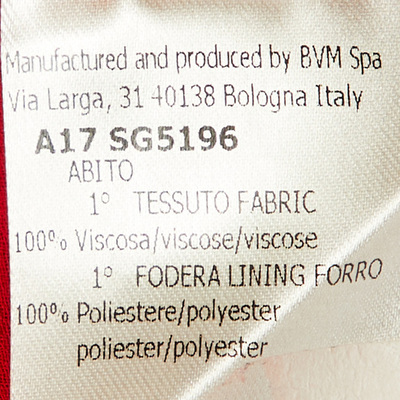 Manufactured and produced by BVM Spa
Via Larga, 31 40138 Bologna Italy
A17 SG5196
ABITO
1° TESSUTO FABRIC
100% Viscosa/viscose/viscose
1° FODERA LINING FORRO
100% Poliestere/polyester
poliester/polyester